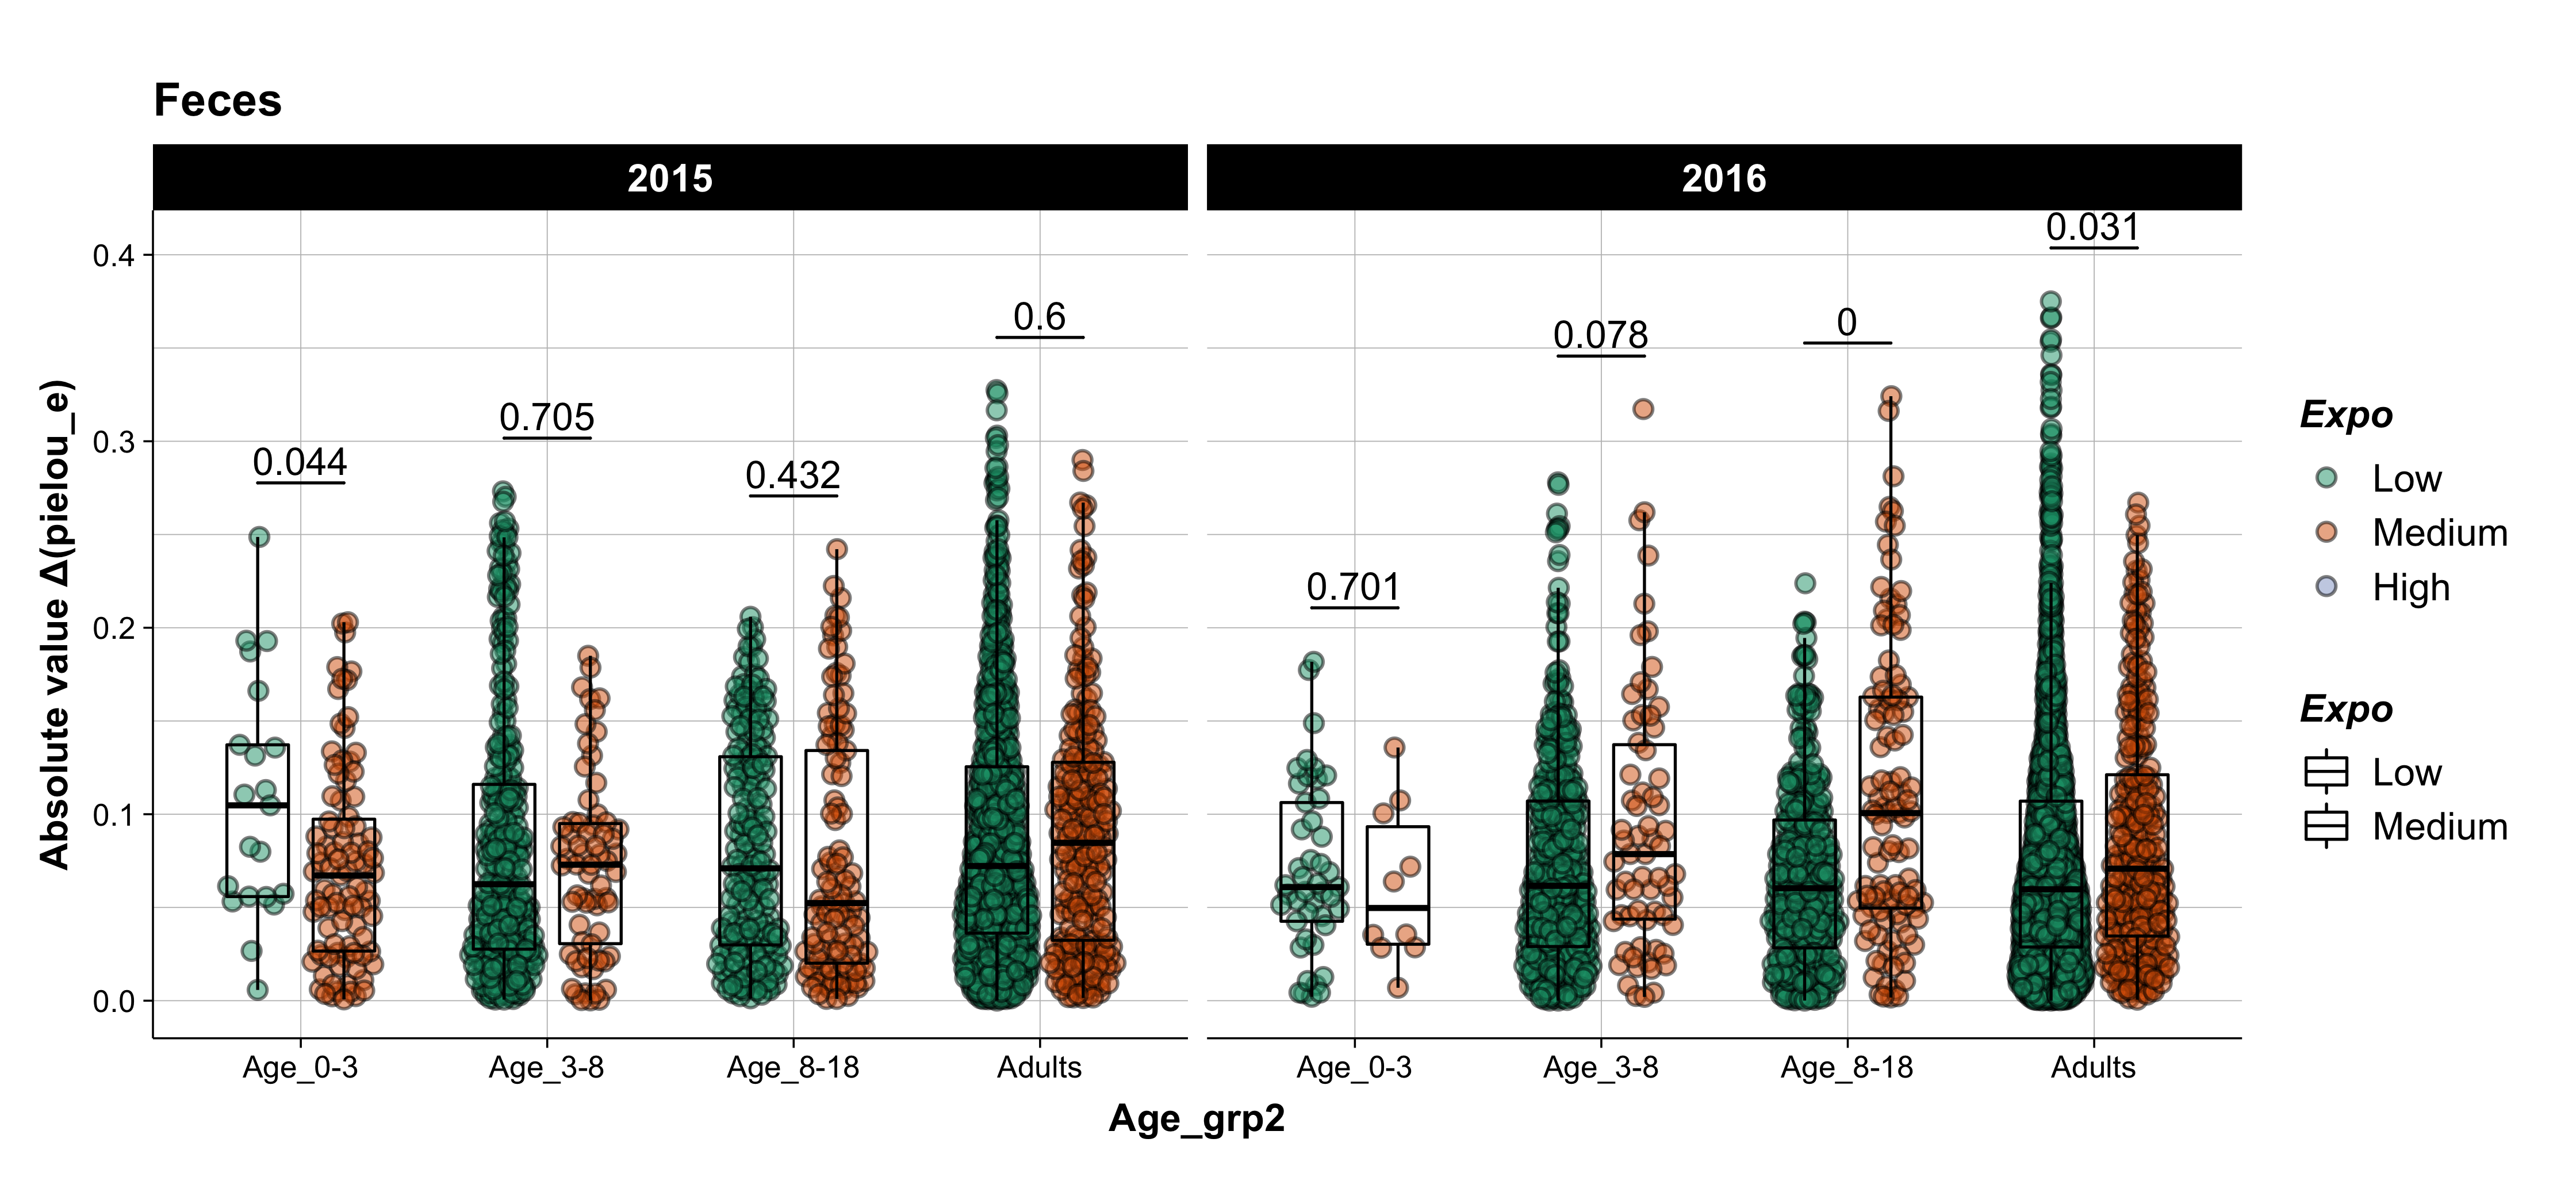 Feces
2015
2016
0.044
0.705
0.432
0.6
0.701
0.078
0
0.031
0.4
0.3
0.2
0.1
0.0
Absolute value Δ(pielou_e)
Age_0-3
Age_3-8
Age_8-18
Adults
Age_0-3
Age_3-8
Age_8-18
Adults
Age_grp2
Expo
Low
Medium
High
Expo
Low
Medium